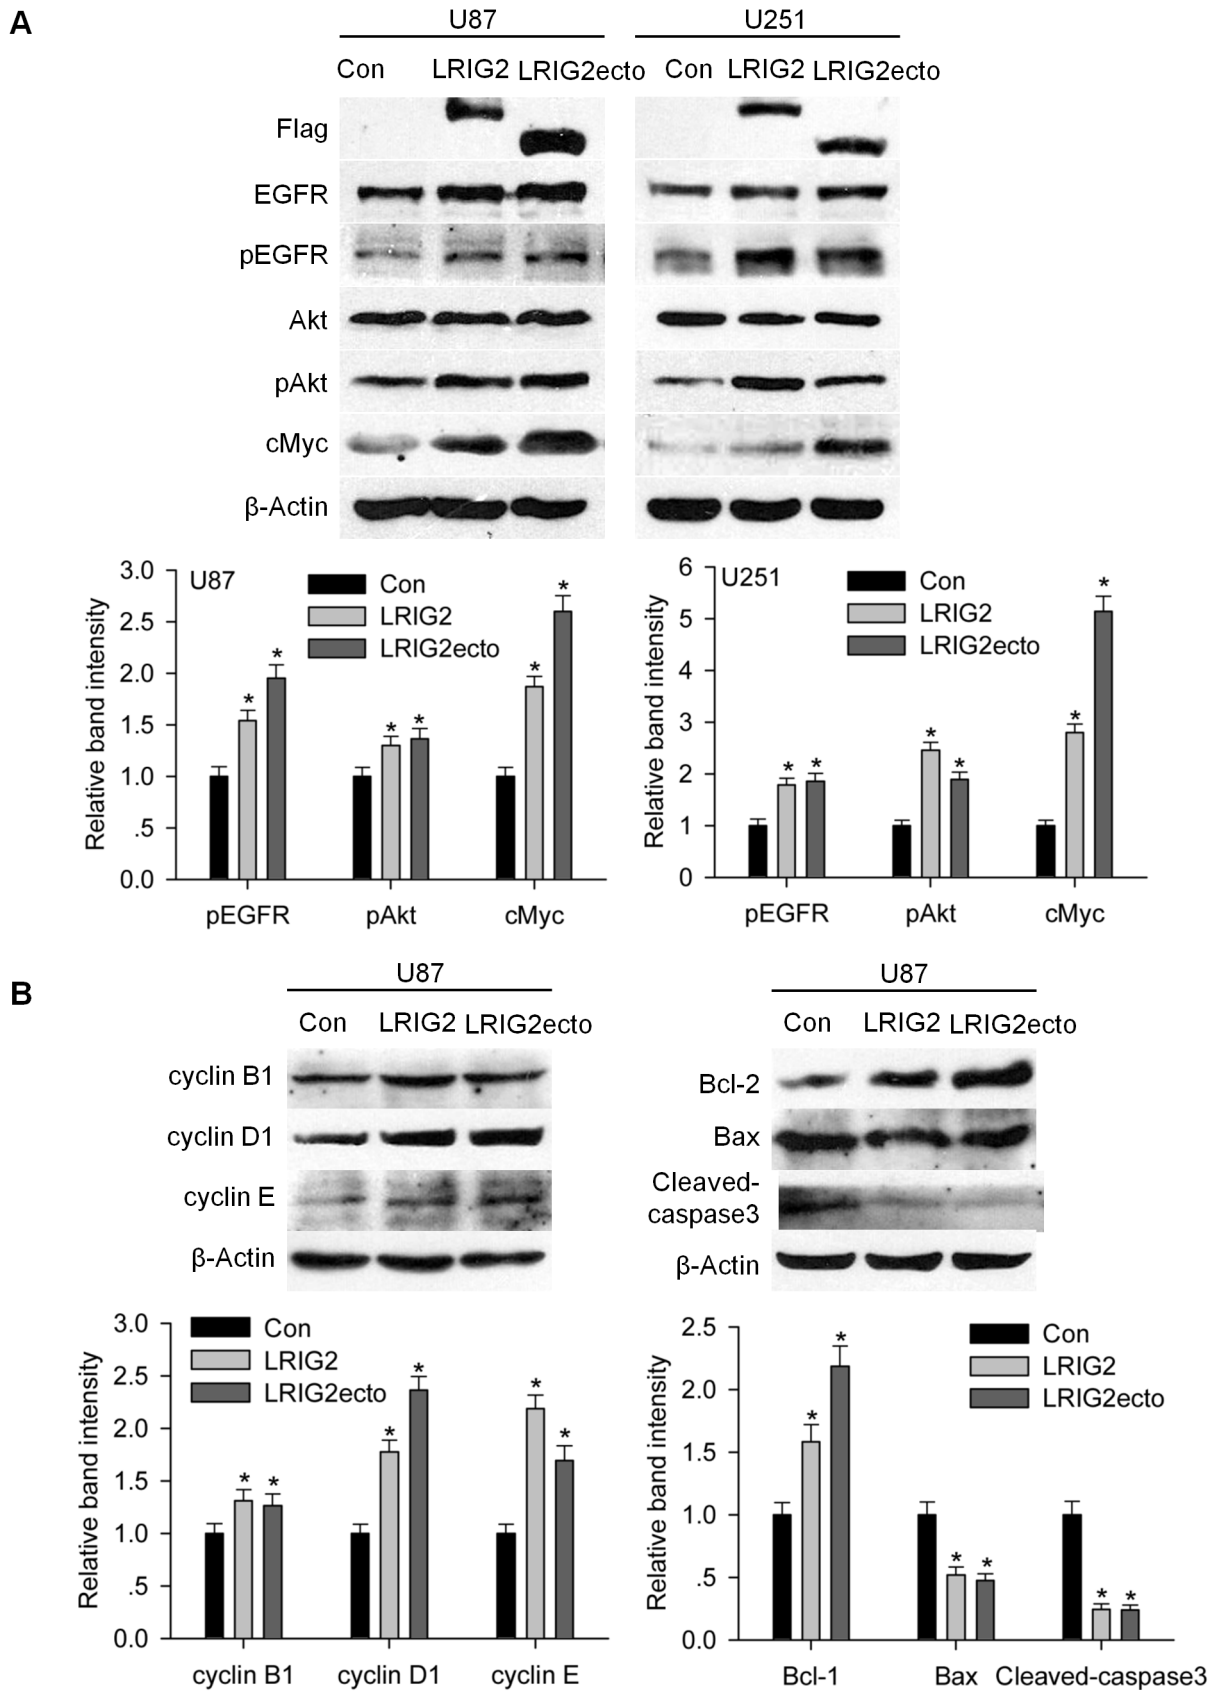 A
U87 U251
Con LRIG2 LRIG2ecto Con LRIG2 LRIG2ecto
Flag
EGFR
pEGFR
Akt
pAkt
cMyc
β-Actin
Relative band intensity
3.0
2.5
2.0
1.5
1.0
.5
0.0
U87
Con
LRIG2
LRIG2ecto
* * * * * *
pEGFR pAkt cMyc
Relative band intensity
6
5
4
3
2
1
0
U251
Con
LRIG2
LRIG2ecto
* * * * * *
pEGFR pAkt cMyc
B
U87
Con LRIG2 LRIG2ecto
cyclin B1
cyclin D1
cyclin E
β-Actin
U87
Con LRIG2 LRIG2ecto
Bcl-2
Bax
Cleaved-
caspase3
β-Actin
Relative band intensity
3.0
2.5
2.0
1.5
1.0
.5
0.0
Con
LRIG2
LRIG2ecto
* * * * * *
cyclin B1 cyclin D1 cyclin E
Relative band intensity
2.5
2.0
1.5
1.0
.5
0.0
Con
LRIG2
LRIG2ecto
* * * * * *
Bcl-1 Bax Cleaved-caspase3